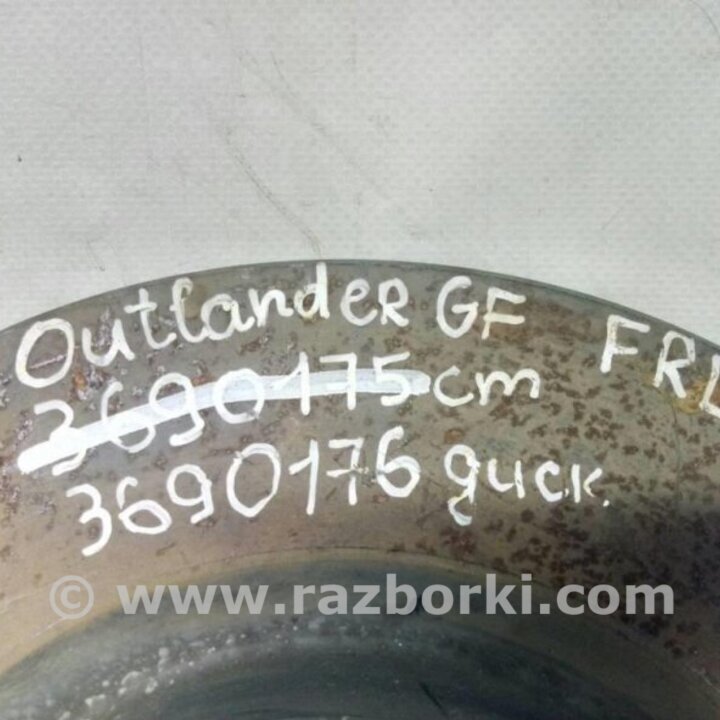 OutlandeR GF FRL
3690175 cm
3690176 диск.
© www.razborki.com